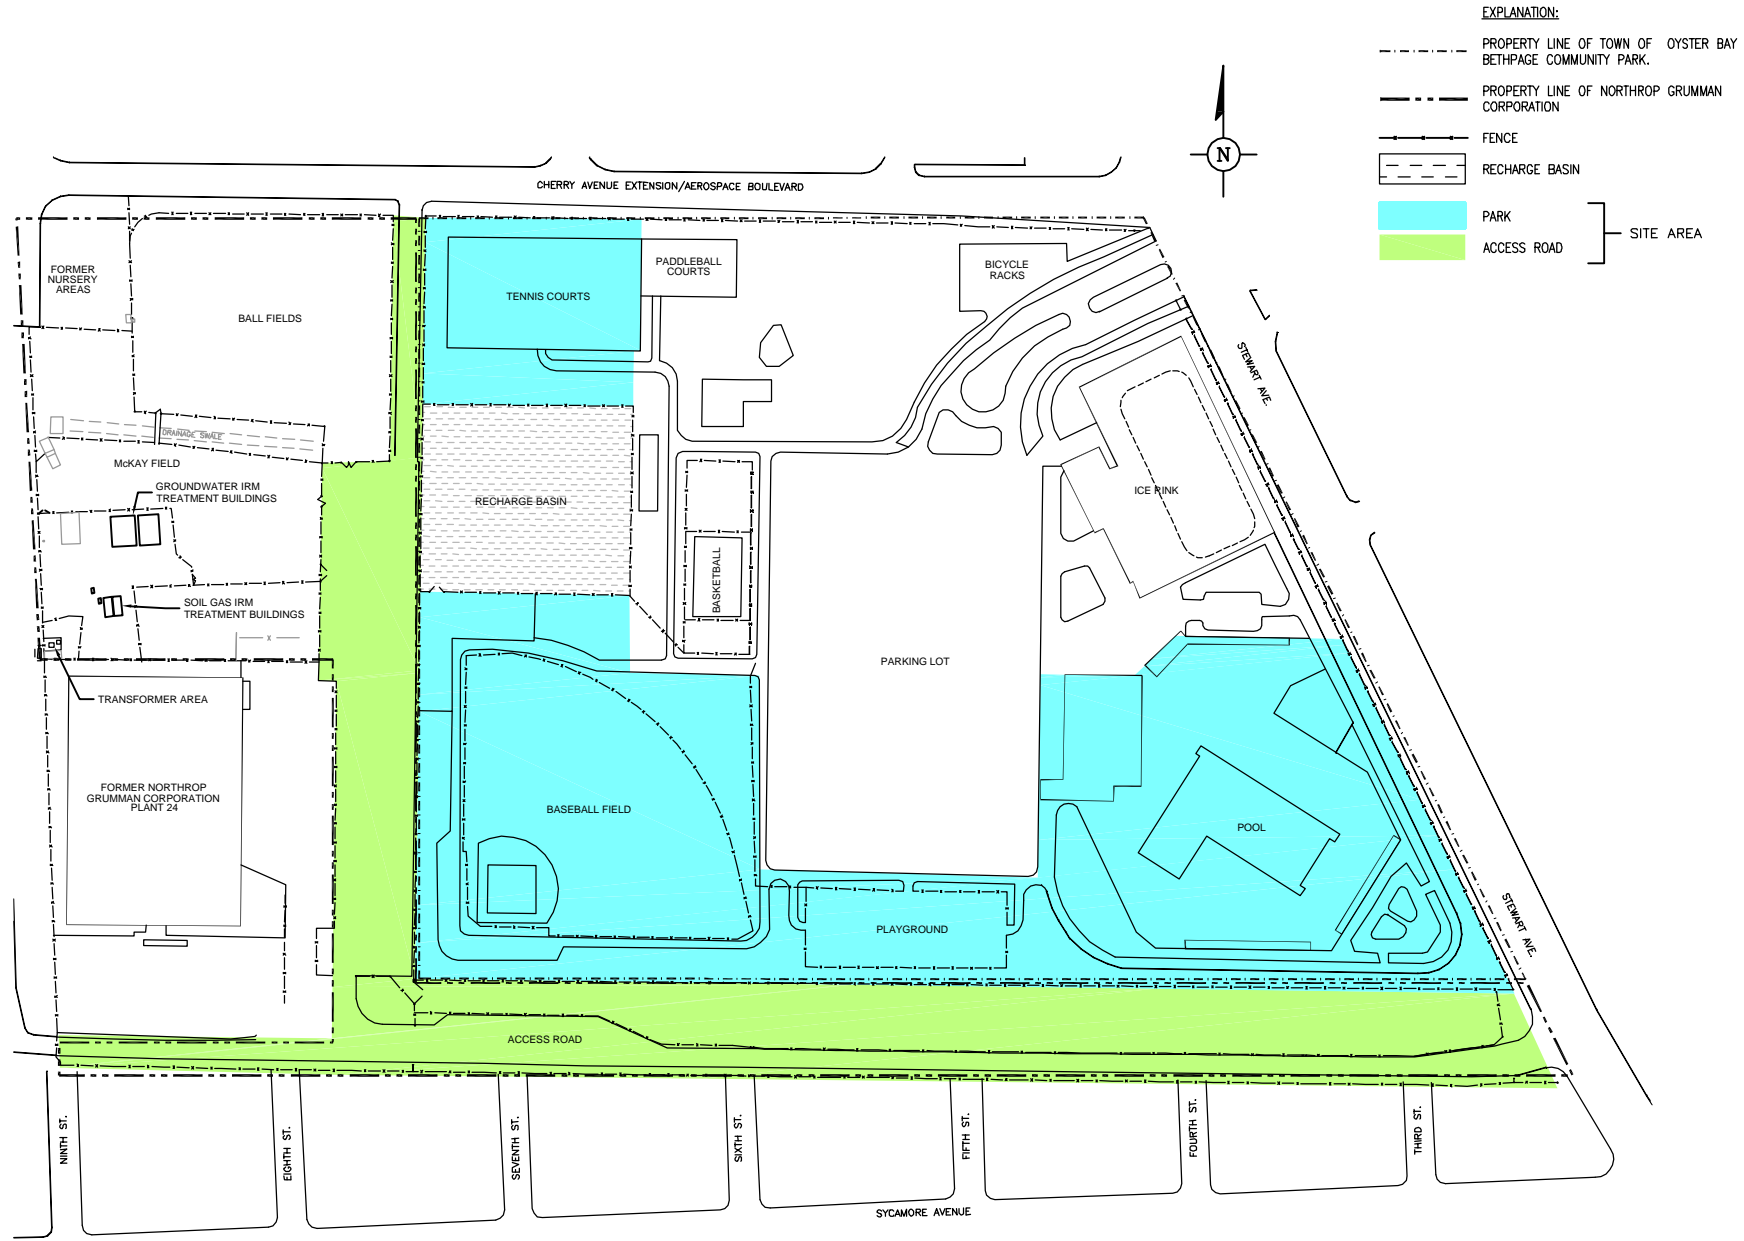 EXPLANATION:
PROPERTY LINE OF TOWN OF OYSTER BAY
BETHPAGE COMMUNITY PARK.
PROPERTY LINE OF NORTHROP GRUMMAN
CORPORATION
FENCE
RECHARGE BASIN
PARK
ACCESS ROAD
SITE AREA
N
CHERRY AVENUE EXTENSION/AEROSPACE BOULEVARD
FORMER
NURSERY
AREAS
BALL FIELDS
TENNIS COURTS
PADDLEBALL
COURTS
BICYCLE
RACKS
STEWART AVE.
DRAINAGE SWALE
McKAY FIELD
GROUNDWATER IRM
TREATMENT BUILDINGS
RECHARGE BASIN
ICE RINK
BASKETBALL
SOIL GAS IRM
TREATMENT BUILDINGS
X
PARKING LOT
TRANSFORMER AREA
FORMER NORTHROP
GRUMMAN CORPORATION
PLANT 24
BASEBALL FIELD
POOL
PLAYGROUND
STEWART AVE.
ACCESS ROAD
NINTH ST.
EIGHTH ST.
SEVENTH ST.
SIXTH ST.
FIFTH ST.
FOURTH ST.
THIRD ST.
SYCAMORE AVENUE